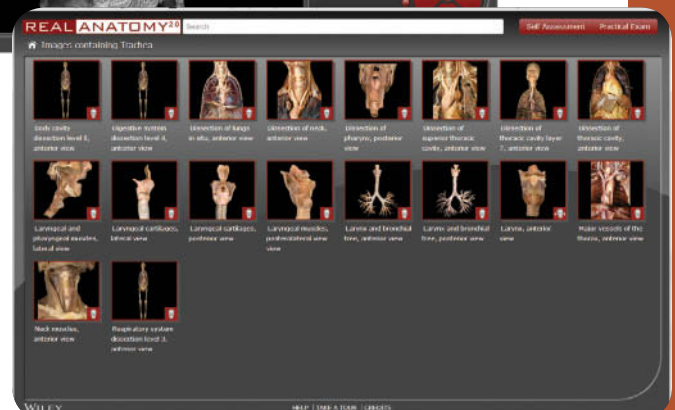 REAL ANATOMY 2.0 Search Self Assessment Practical Exam
Images containing Trachea
Body cavity dissection level 5, anterior view
Digestive system dissection level 4, anterior view
Dissection of lungs in situ, anterior view
Dissection of neck, anterior view
Dissection of pharynx, posterior view
Dissection of superior thoracic cavity, anterior view
Dissection of thoracic cavity layer 7, anterior view
Dissection of thoracic cavity, anterior view
Laryngeal and pharyngeal muscles, lateral view
Laryngeal cartilages, lateral view
Laryngeal cartilages, posterior view
Laryngeal muscles, posterolateral view view
Larynx and bronchial tree, anterior view
Larynx and bronchial tree, posterior view
Larynx, anterior view
Major vessels of the thorax, anterior view
Neck muscles, anterior view
Respiratory system dissection level 3, anterior view
WILEY HELP | TAKE A TOUR | CREDITS